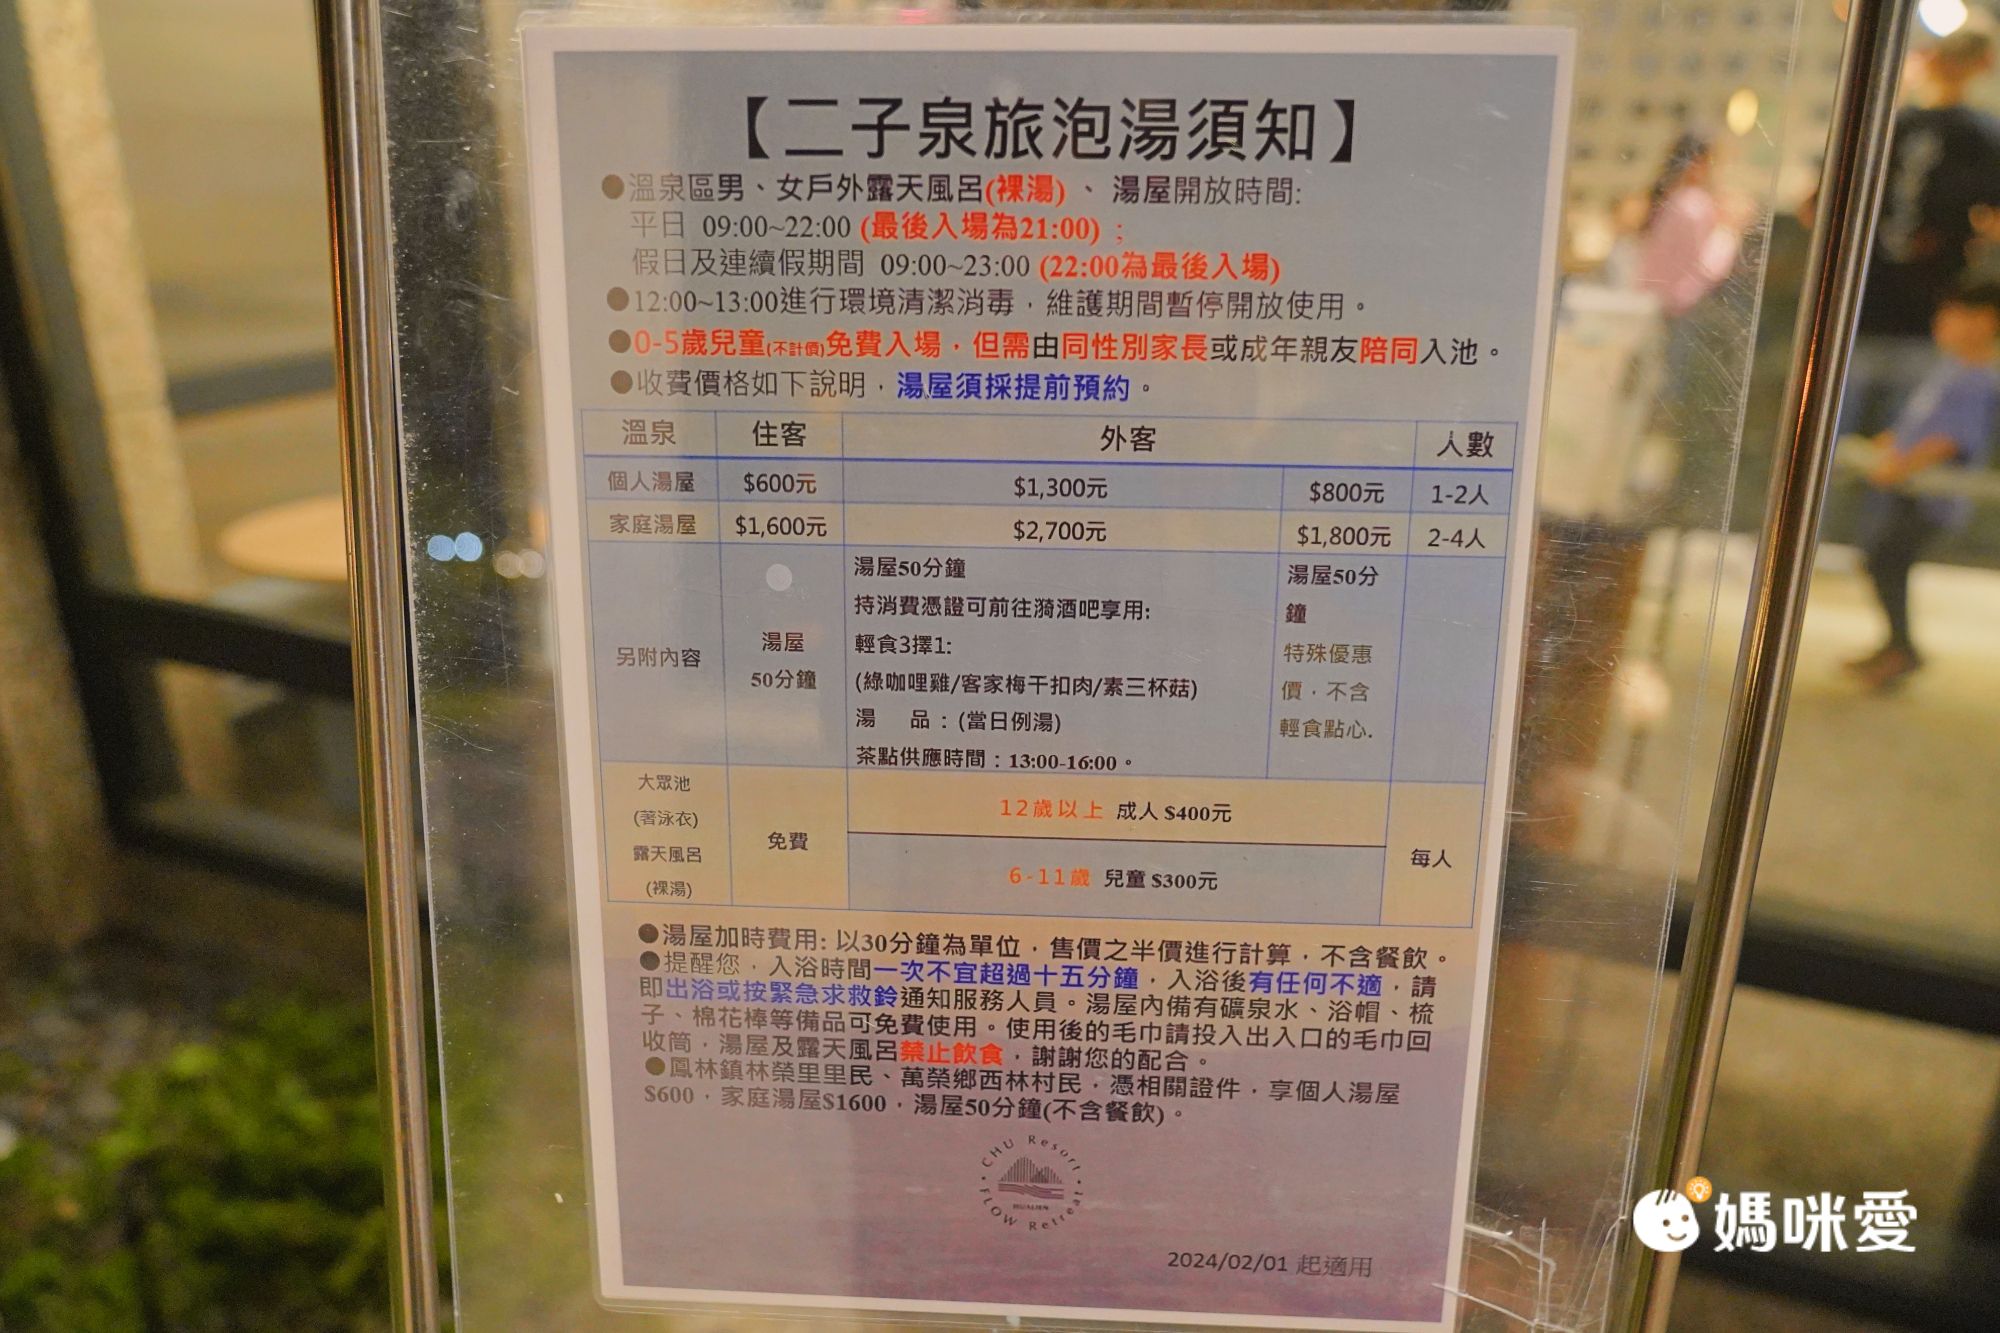 【二子泉旅泡湯須知】
●溫泉區男、女戶外露天風呂(裸湯)、 湯屋開放時間:
平日 09:00~22:00 (最後入場為21:00) ;
假日及連續假期間 09:00~23:00 (22:00為最後入場)
●12:00~13:00進行環境清潔消毒，維護期間暫停開放使用。
●0-5歲兒童(不計價)免費入場，但需由同性別家長或成年親友陪同入池。
●收費價格如下說明，湯屋須採提前預約。
溫泉 住客 外客 人數
個人湯屋 $600元 $1,300元 $800元 1-2人
家庭湯屋 $1,600元 $2,700元 $1,800元 2-4人
另附內容
湯屋
50分鐘
湯屋50分鐘
持消費憑證可前往漪酒吧享用:
輕食3擇1:
(綠咖哩雞/客家梅干扣肉/素三杯菇)
湯 品：(當日例湯)
茶點供應時間：13:00-16:00。
湯屋50分
鐘
特殊優惠
價，不含
輕食點心.
大眾池
(著泳衣)
露天風呂
(裸湯)
免費
12歲以上 成人 $400元
6-11歲 兒童 $300元
每人
●湯屋加時費用: 以30分鐘為單位，售價之半價進行計算，不含餐飲。
●提醒您，入浴時間一次不宜超過十五分鐘，入浴後有任何不適，請
即出浴或按緊急求救鈴通知服務人員。湯屋內備有礦泉水、浴帽、梳
子、棉花棒等備品可免費使用。使用後的毛巾請投入出入口的毛巾回
收筒，湯屋及露天風呂禁止飲食，謝謝您的配合。
●鳳林鎮林榮里里民、萬榮鄉西林村民，憑相關證件，享個人湯屋
$600，家庭湯屋$1600，湯屋50分鐘(不含餐飲)。
CHU Resort
HUALIEN
FLOW Retreat
2024/02/01 起適用
媽咪愛